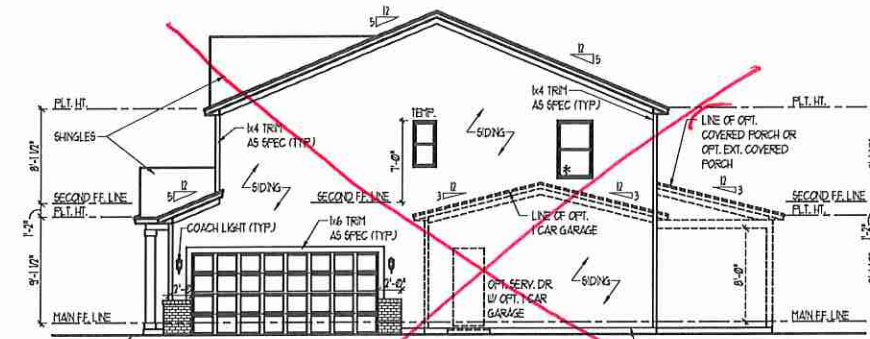 12
5
12
5
PLT. HT.
SHINGLES
1x4 TRIM
AS SPEC (TYP.)
TEMP.
1x4 TRIM
AS SPEC (TYP.)
PLT. HT.
LINE OF OPT.
COVERED PORCH OR
OPT. EXT. COVERED
PORCH
8'-1 1/2"
SIDING
SIDING
7'-0"
*
12
5
12
3
12
3
12
3
SECOND F.F. LINE
PLT. HT.
SECOND F.F. LINE
SECOND F.F. LINE
PLT. HT.
1'-2"
1'-2"
COACH LIGHT (TYP.)
1x6 TRIM
AS SPEC (TYP.)
LINE OF OPT.
1 CAR GARAGE
9'-1 1/2"
2'-0"
2'-0"
OPT. SERV. DR.
W/ OPT. 1 CAR
GARAGE
SIDING
8'-0"
MAIN F.F. LINE
MAIN F.F. LINE